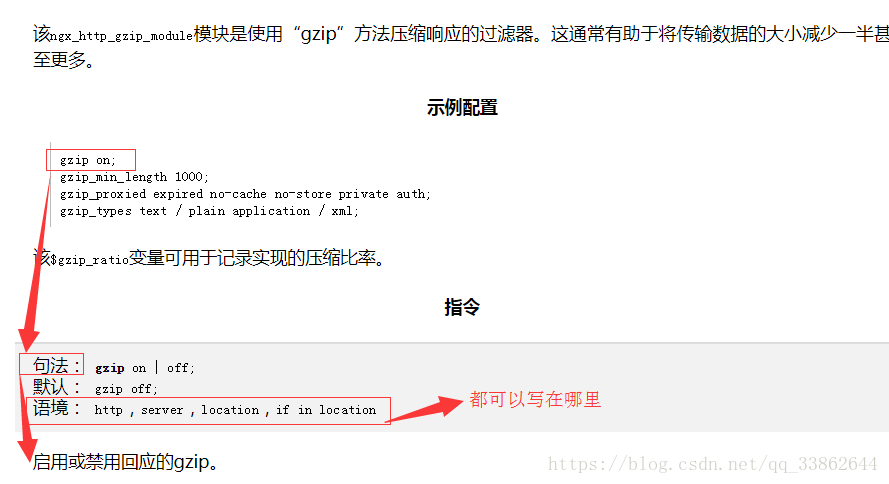 该ngx_http_gzip_module模块是使用“gzip”方法压缩响应的过滤器。这通常有助于将传输数据的大小减少一半甚
至更多。
示例配置
gzip on;
gzip_min_length 1000;
gzip_proxied expired no-cache no-store private auth;
gzip_types text / plain application / xml;
该$gzip_ratio变量可用于记录实现的压缩比率。
指令
句法： gzip on | off;
默认： gzip off;
语境： http，server，location，if in location
都可以写在哪里
启用或禁用回应的gzip。
https://blog.csdn.net/qq_33862644